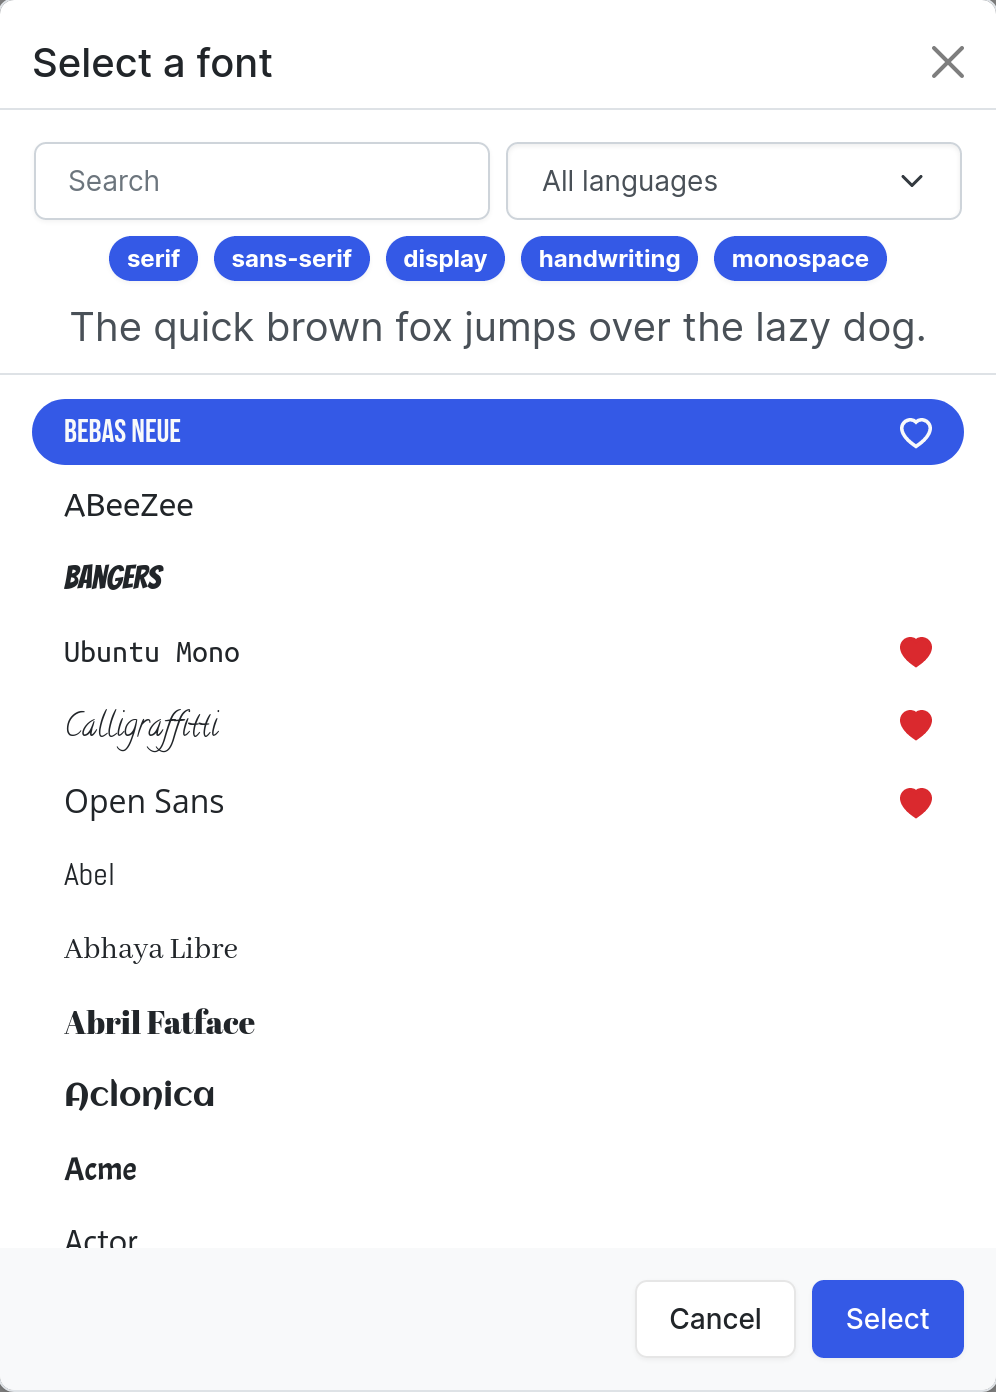 Select a font
Search
All languages
serif sans-serif display handwriting monospace
The quick brown fox jumps over the lazy dog.
BEBAS NEUE
ABeeZee
BANGERS
Ubuntu Mono
Calligraffitti
Open Sans
Abel
Abhaya Libre
Abril Fatface
Aclonica
Acme
Actor
Cancel
Select